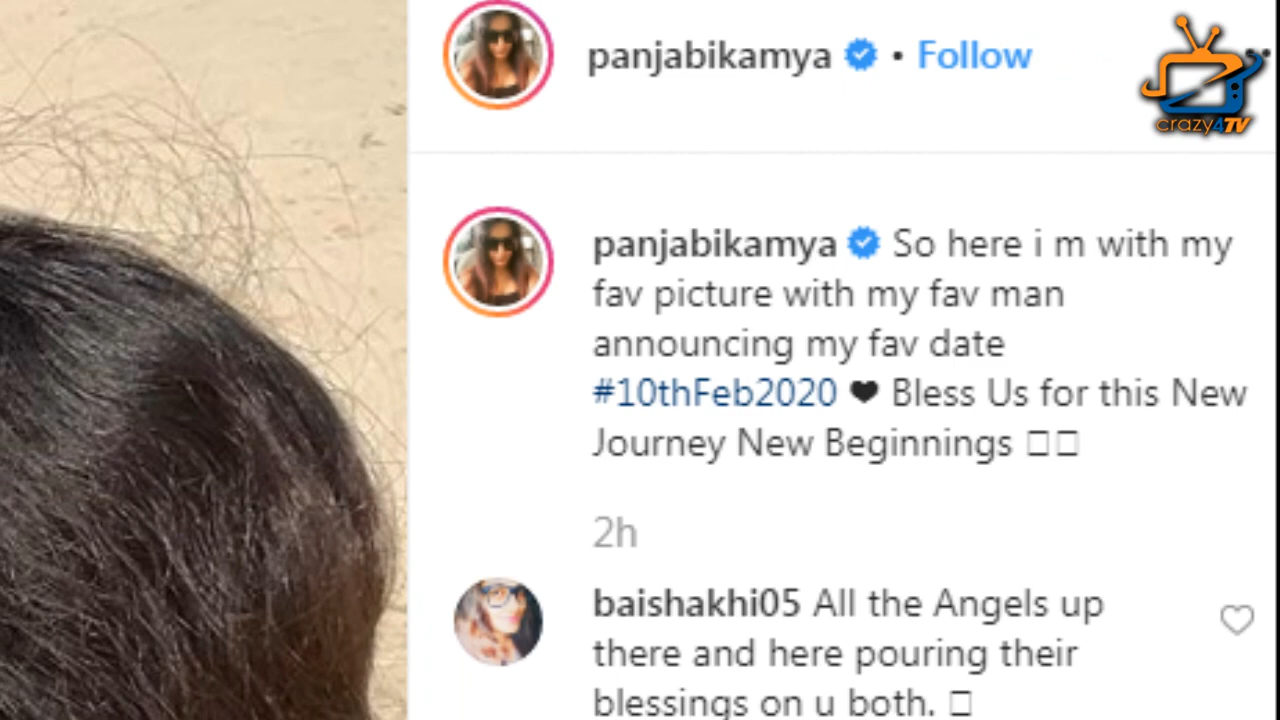 panjabikamya • Follow
crazy4TV
panjabikamya So here i m with my
fav picture with my fav man
announcing my fav date
#10thFeb2020 🖤 Bless Us for this New
Journey New Beginnings □□
2h
baishakhi05 All the Angels up
there and here pouring their
blessings on u both. □